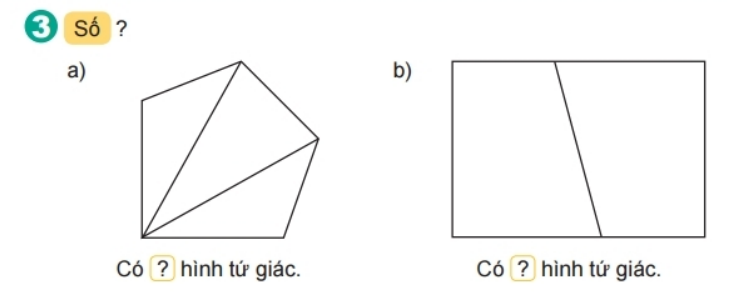 3 Số ?
a)
b)
Có ? hình tứ giác.
Có ? hình tứ giác.